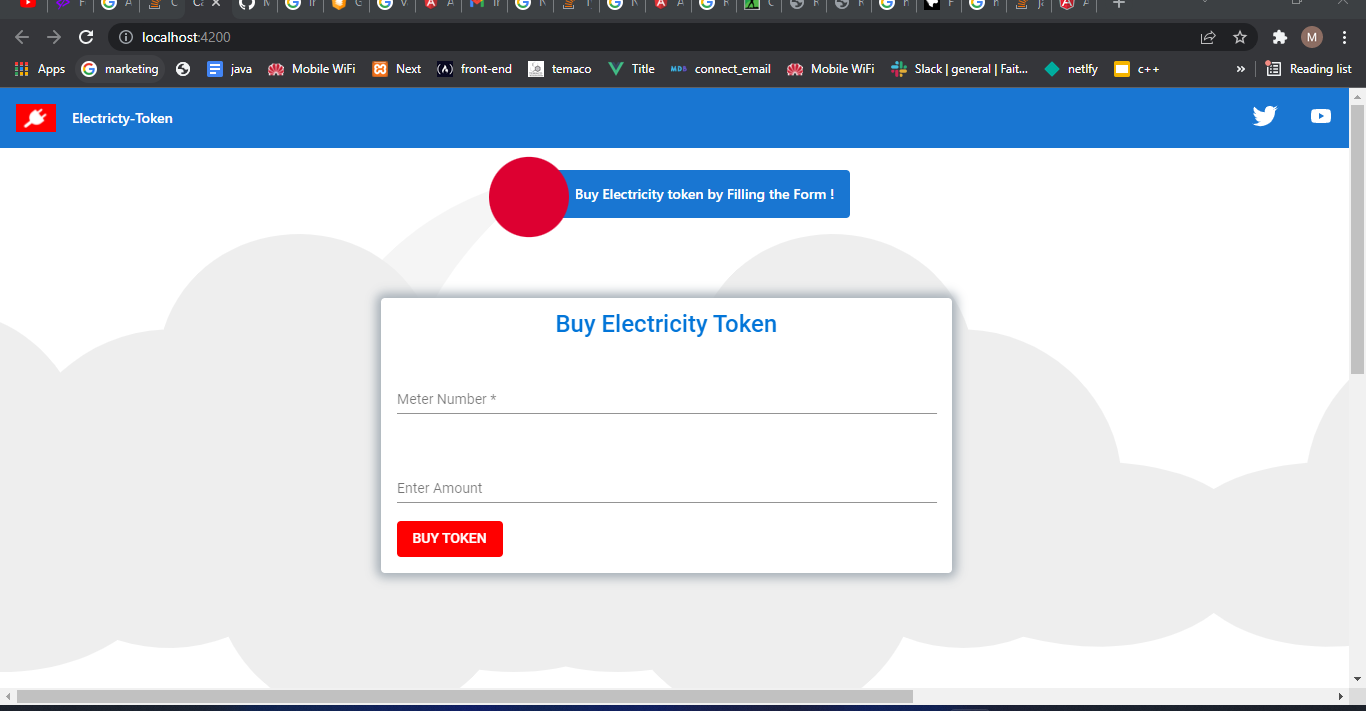 localhost:4200
M
Apps marketing java Mobile WiFi Next front-end temaco Title connect_email Mobile WiFi Slack | general | Fait... netlfy c++ » Reading list
Electricty-Token
Buy Electricity token by Filling the Form !
Buy Electricity Token
Meter Number *
Enter Amount
BUY TOKEN